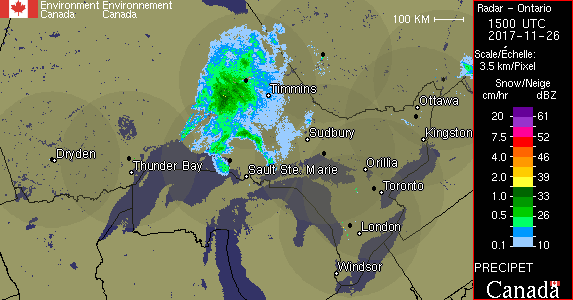 Environment Environnement
Canada Canada
100 KM
Timmins
Ottawa
Sudbury
Kingston
Dryden
Thunder Bay
Sault Ste. Marie
Orillia
Toronto
London
Windsor
Radar - Ontario
1500 UTC
2017-11-26
Scale/Échelle:
3.5 km/Pixel
Snow/Neige
cm/hr dBZ
20 61
7.5 52
4.0 46
2.0 39
1.0 33
0.5 26
0.1 10
PRECIPET
Canada